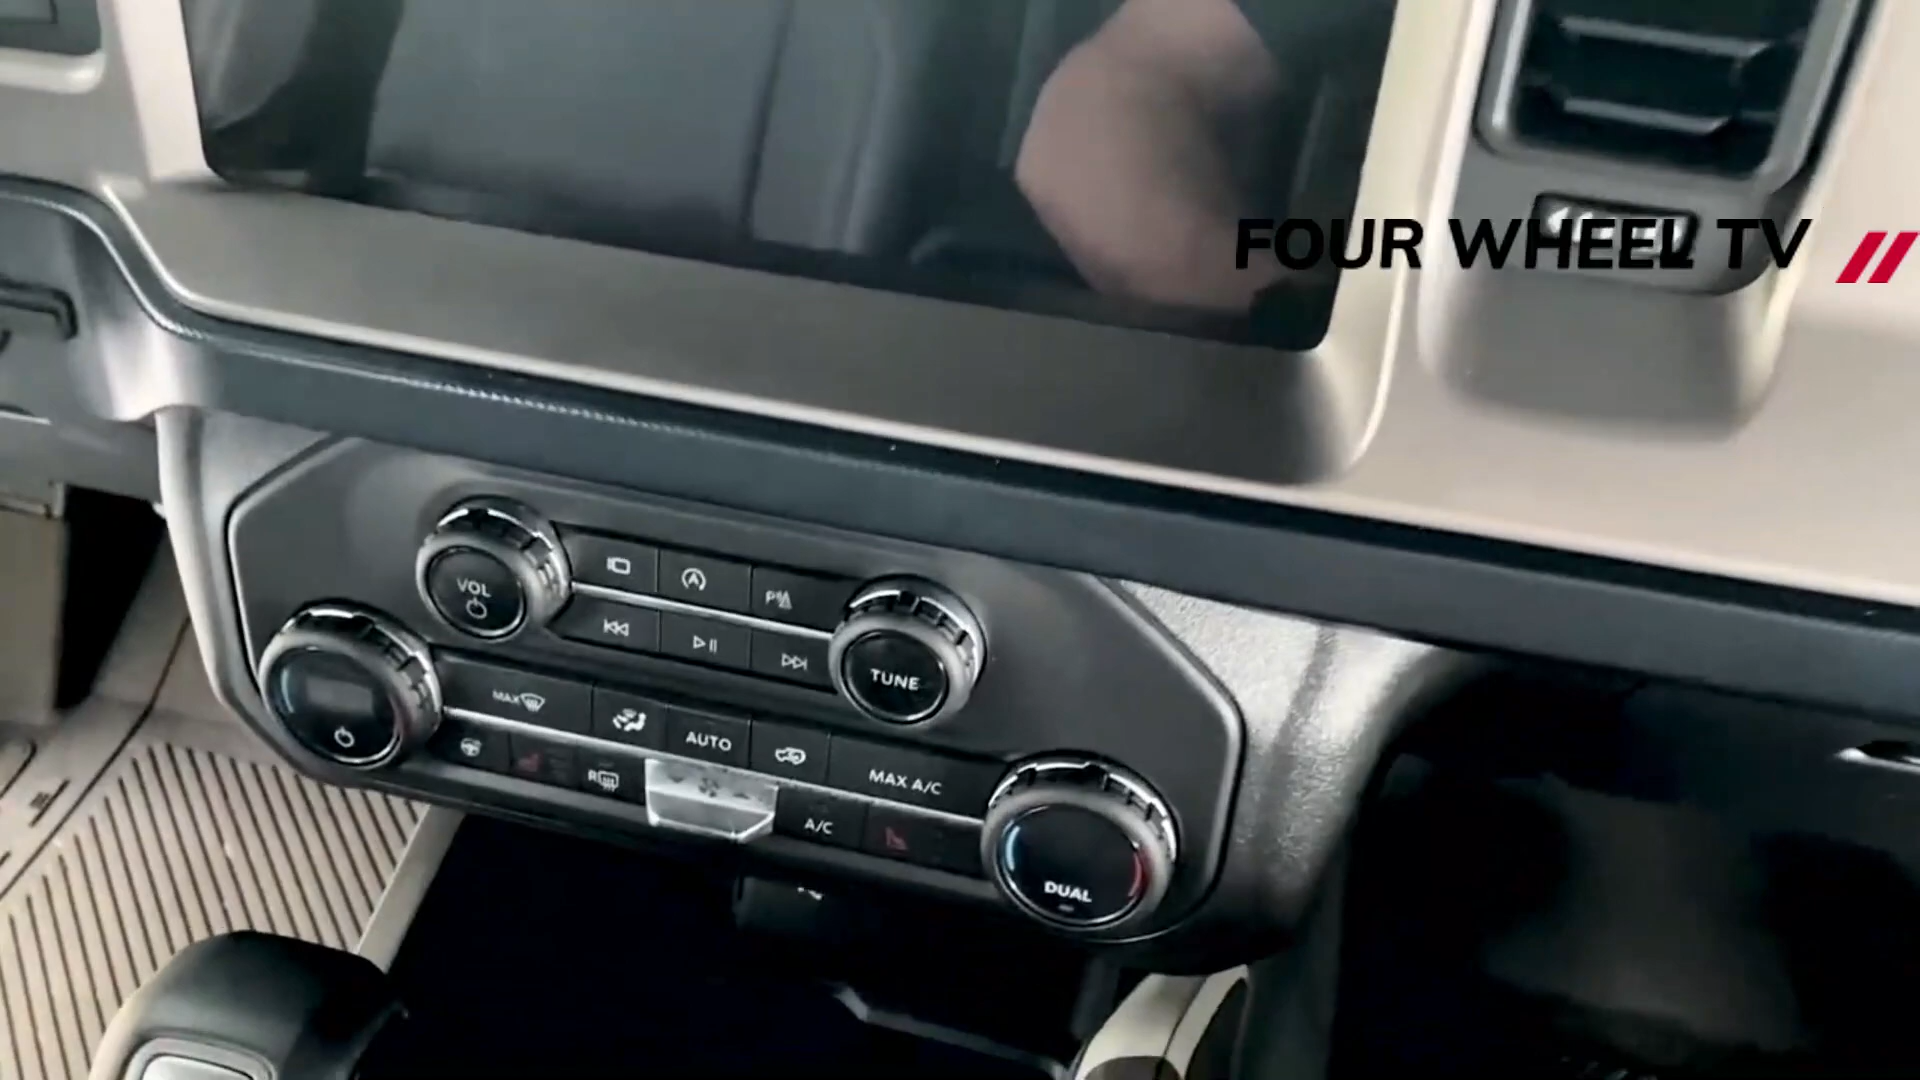 FOUR WHEEL TV
VOL
P
TUNE
MAX
AUTO
MAX A/C
R
A/C
DUAL